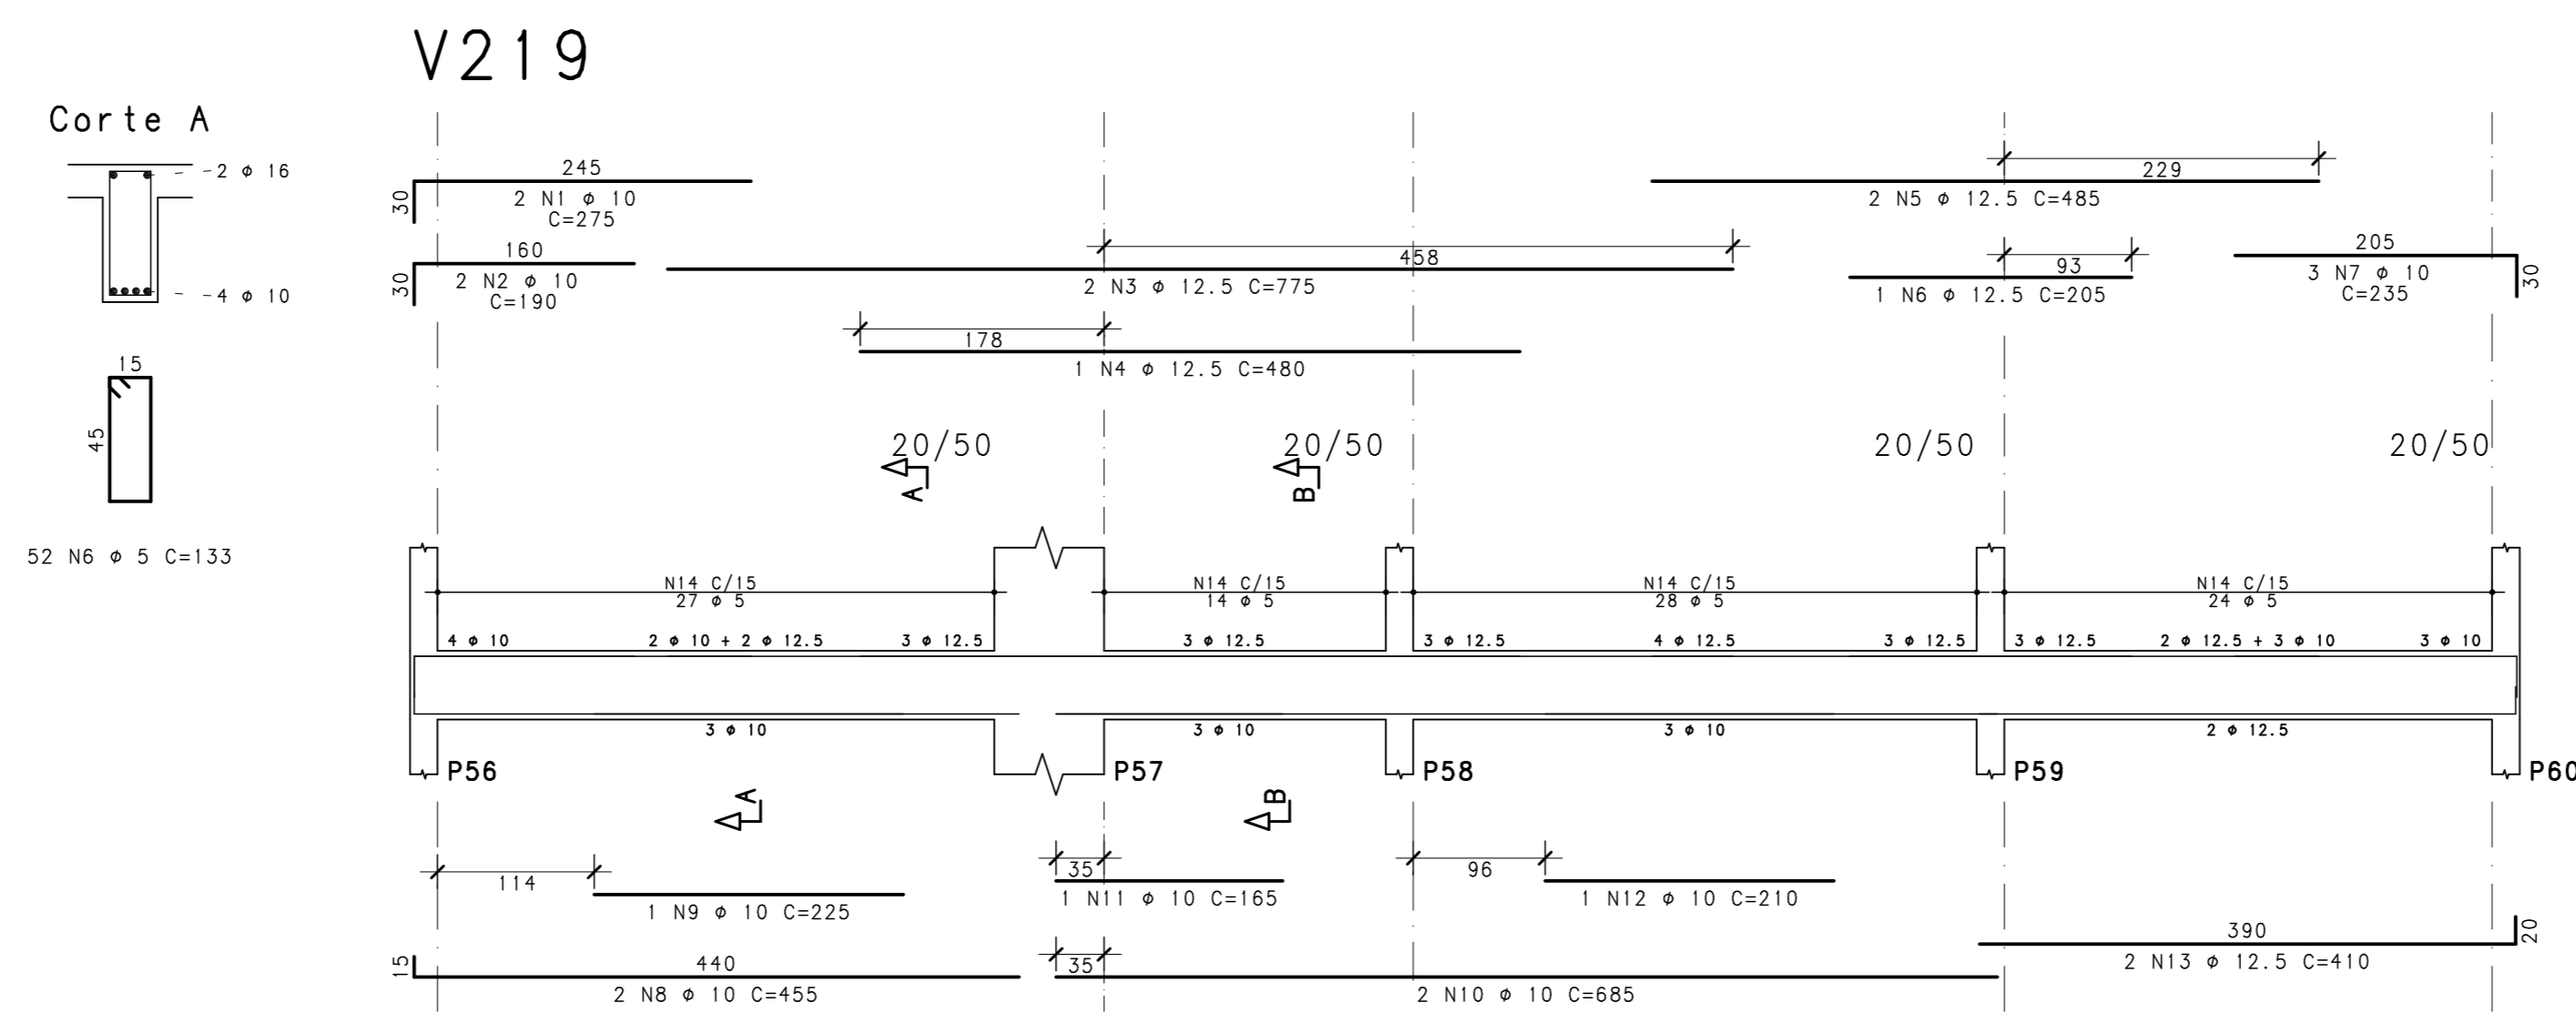 V219
Corte A
2 ϕ 16
4 ϕ 10
15
45
52 N6 ϕ 5 C=133
245
30
2 N1 ϕ 10
C=275
160
30
2 N2 ϕ 10
C=190
458
2 N3 ϕ 12.5 C=775
178
1 N4 ϕ 12.5 C=480
229
2 N5 ϕ 12.5 C=485
93
1 N6 ϕ 12.5 C=205
205
3 N7 ϕ 10
C=235
30
20/50
20/50
20/50
20/50
A
B
N14 C/15
27 ϕ 5
N14 C/15
14 ϕ 5
N14 C/15
28 ϕ 5
N14 C/15
24 ϕ 5
4 ϕ 10
2 ϕ 10 + 2 ϕ 12.5
3 ϕ 12.5
3 ϕ 12.5
3 ϕ 12.5
4 ϕ 12.5
3 ϕ 12.5
3 ϕ 12.5
2 ϕ 12.5 + 3 ϕ 10
3 ϕ 10
3 ϕ 10
3 ϕ 10
3 ϕ 10
2 ϕ 12.5
P56
P57
P58
P59
P60
A
B
114
1 N9 ϕ 10 C=225
35
1 N11 ϕ 10 C=165
96
1 N12 ϕ 10 C=210
15
440
2 N8 ϕ 10 C=455
35
2 N10 ϕ 10 C=685
390
20
2 N13 ϕ 12.5 C=410